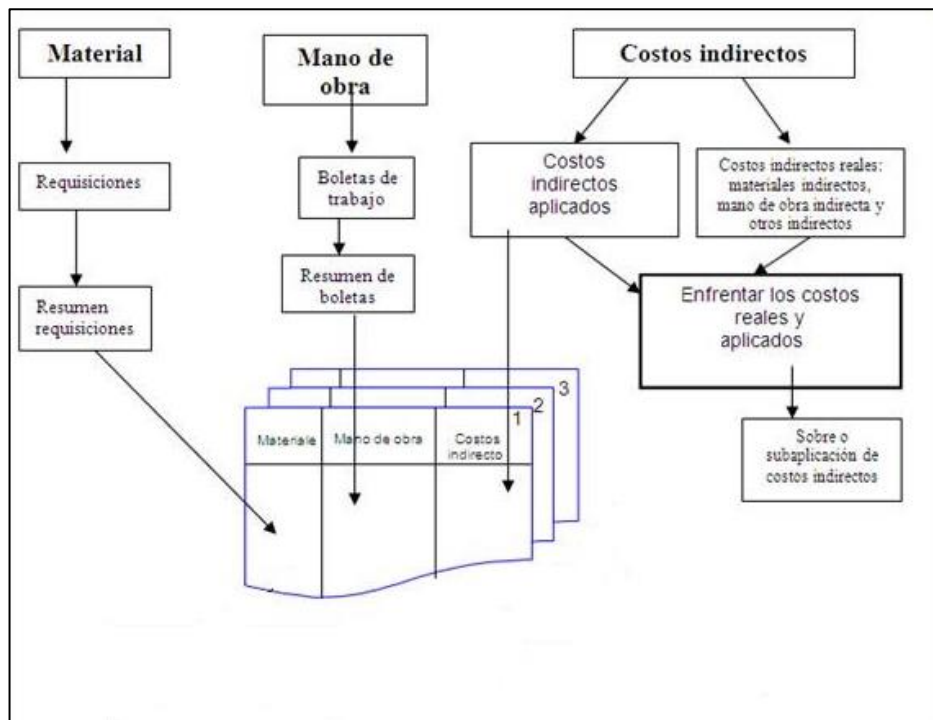 Material
Mano de
obra
Costos indirectos
Requisiciones
Boletas de
trabajo
Costos
indirectos
aplicados
Costos indirectos reales:
materiales indirectos,
mano de obra indirecta y
otros indirectos
Resumen
requisiciones
Resumen de
boletas
Enfrentar los costos
reales y
aplicados
Sobre o
subaplicación de
costos indirectos
3
2
1
Materiale
Mano de obra
Costos
indirecto